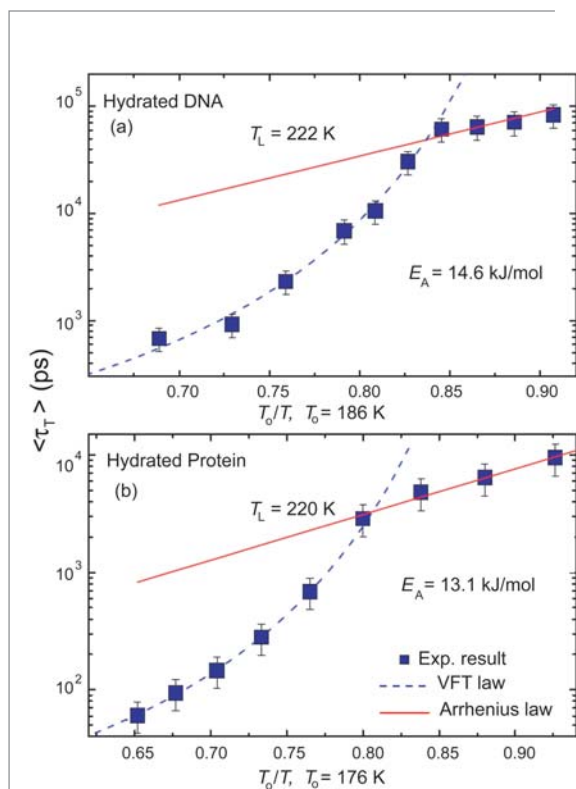 Hydrated DNA
(a)
T_L = 222 K
E_A = 14.6 kJ/mol
10^5
10^4
10^3
0.70 0.75 0.80 0.85 0.90
T_o/T, T_o= 186 K
<τ_T> (ps)
Hydrated Protein
(b)
T_L = 220 K
E_A = 13.1 kJ/mol
Exp. result
VFT law
Arrhenius law
10^4
10^3
10^2
0.65 0.70 0.75 0.80 0.85 0.90
T_o/T, T_o= 176 K